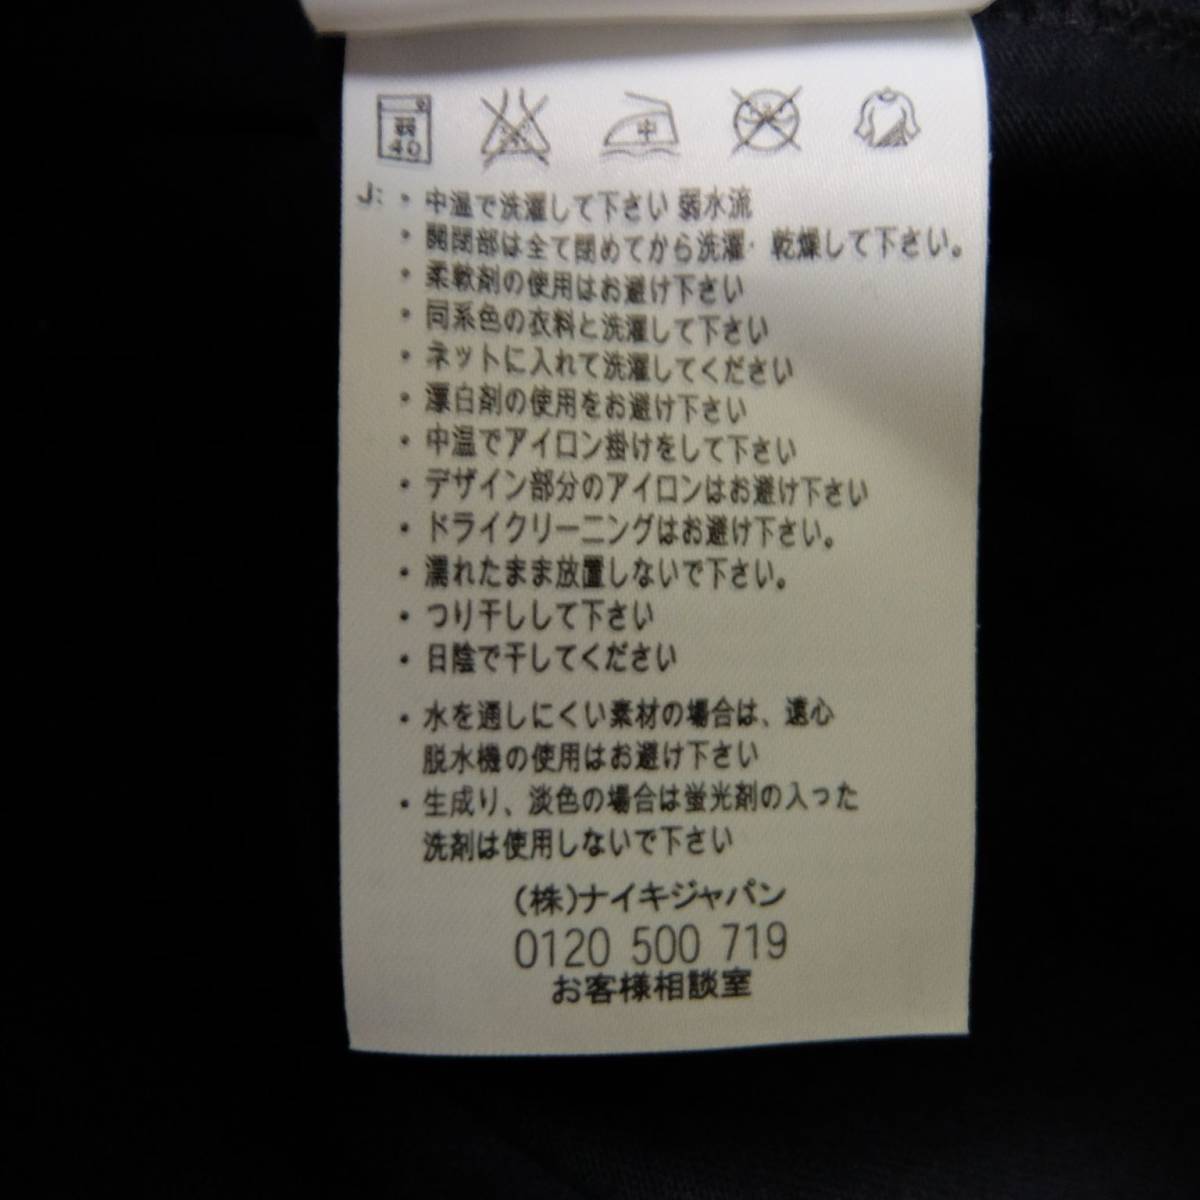 弱
40
中
J: ・ 中温で洗濯して下さい 弱水流
・ 開閉部は全て閉めてから洗濯・乾燥して下さい。
・ 柔軟剤の使用はお避け下さい
・ 同系色の衣料と洗濯して下さい
・ ネットに入れて洗濯してください
・ 漂白剤の使用をお避け下さい
・ 中温でアイロン掛けをして下さい
・ デザイン部分のアイロンはお避け下さい
・ ドライクリーニングはお避け下さい。
・ 濡れたまま放置しないで下さい。
・ つり干しして下さい
・ 日陰で干してください
・ 水を通しにくい素材の場合は、遠心
脱水機の使用はお避け下さい
・ 生成り、淡色の場合は蛍光剤の入った
洗剤は使用しないで下さい
(株)ナイキジャパン
0120 500 719
お客様相談室